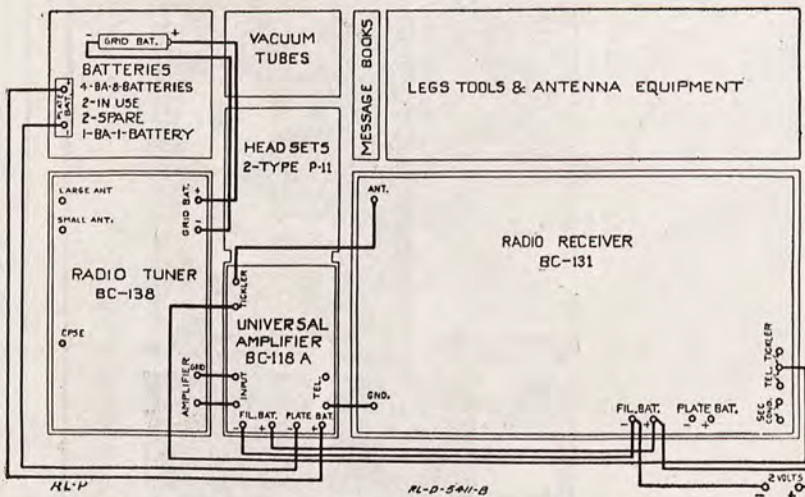 - GRID BAT. +
BATTERIES
4-BA-8-BATTERIES
2-IN USE
2-SPARE
1-BA-1-BATTERY
+ PLATE BAT. -
VACUUM
TUBES
HEAD SETS
2-TYPE P-11
MESSAGE BOOKS
LEGS TOOLS & ANTENNA EQUIPMENT
LARGE ANT
SMALL ANT.
GRID BAT.
+
-
RADIO TUNER
BC-138
CPSE
AMPLIFIER
GRD
TICKLER
UNIVERSAL
AMPLIFIER
BC-118 A
INPUT
TEL.
FIL. BAT. PLATE BAT.
- + - +
ANT.
RADIO RECEIVER
BC-131
GND.
TEL. TICKLER
SEC COND.
FIL. BAT. PLATE BAT.
- + - +
2 VOLTS
RL-P
RL-D-5411-B